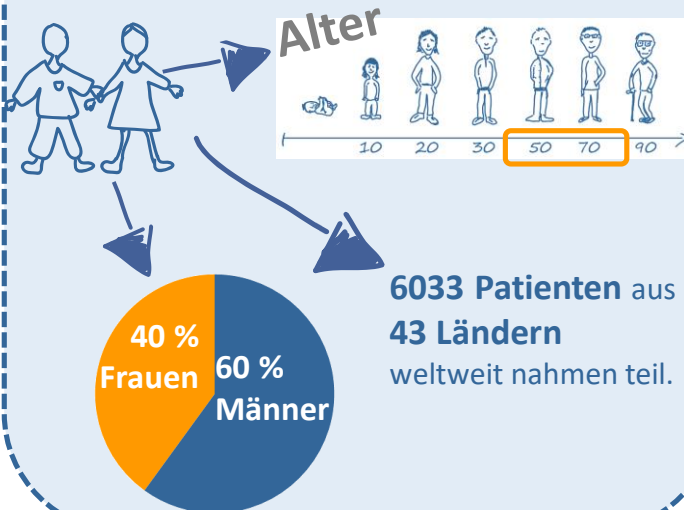 Alter
10 20 30 50 70 90
6033 Patienten aus
43 Ländern
weltweit nahmen teil.
40 %
Frauen
60 %
Männer